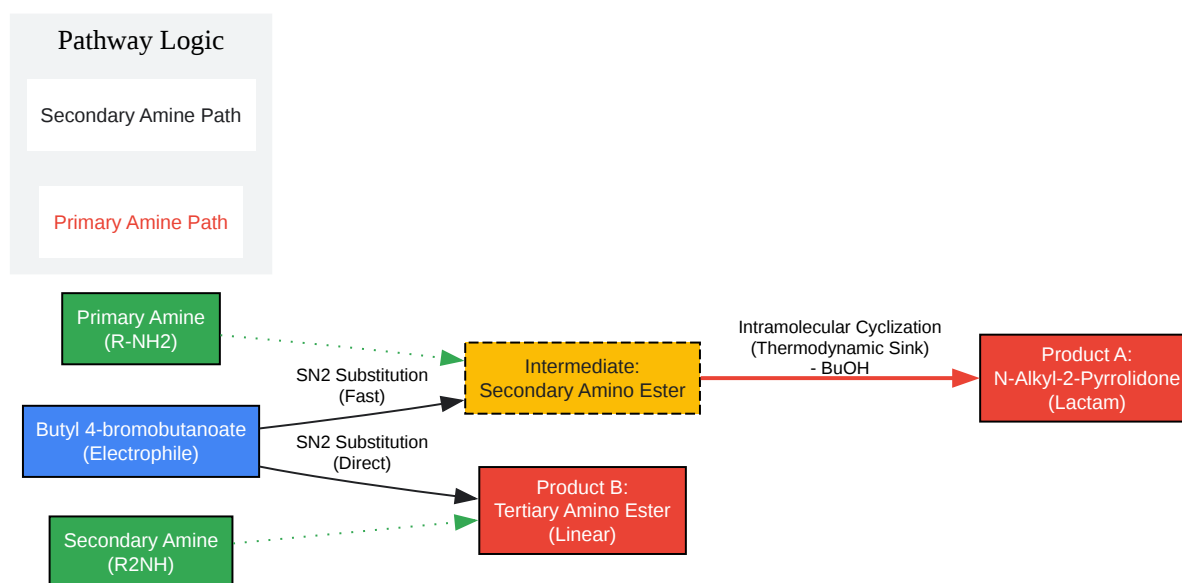 Pathway Logic
Secondary Amine Path
Primary Amine Path
Primary Amine
(R-NH2)
Butyl 4-bromobutanoate
(Electrophile)
Secondary Amine
(R2NH)
SN2 Substitution
(Fast)
SN2 Substitution
(Direct)
Intermediate:
Secondary Amino Ester
Product B:
Tertiary Amino Ester
(Linear)
Intramolecular Cyclization
(Thermodynamic Sink)
- BuOH
Product A:
N-Alkyl-2-Pyrrolidone
(Lactam)